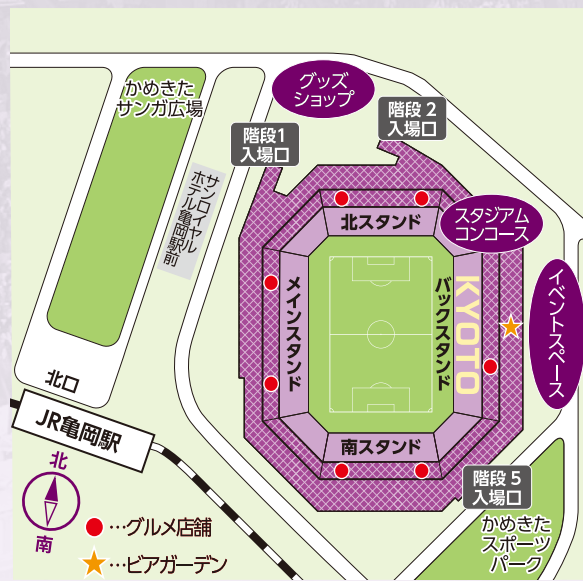 グッズ
ショップ
かめきた
サンガ広場
階段1
入場口
階段2
入場口
サンロイヤル
ホテル亀岡駅前
北スタンド
スタジアム
コンコース
メインスタンド
バックスタンド
KYOTO
イベントスペース
北口
JR亀岡駅
南スタンド
階段5
入場口
かめきた
スポーツ
パーク
北
南
…グルメ店舗
…ビアガーデン